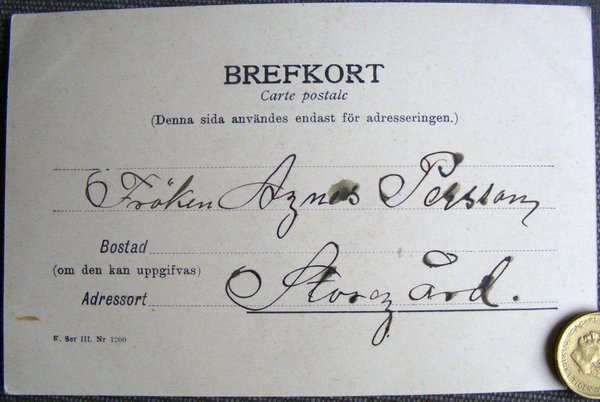 BREFKORT
Carte postale
(Denna sida användes endast för adresseringen.)
Fröken Agnes Persson,
Bostad
(om den kan uppgifvas)
Adressort Storegård.
K. Ser III. Nr 1200